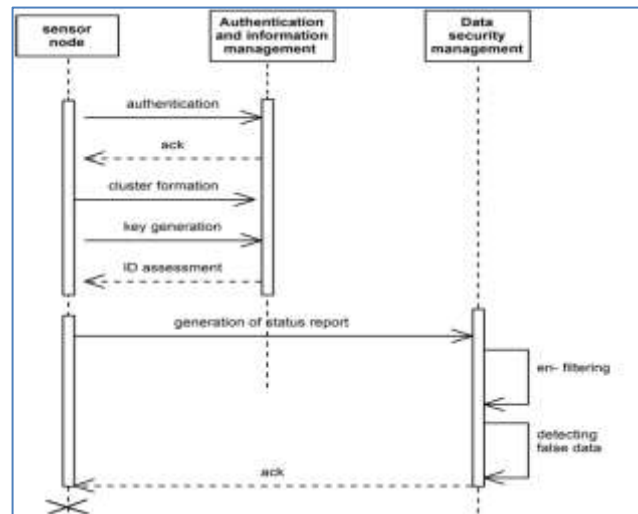 sensor
node
Authentication
and information
management
Data
security
management
authentication
ack
cluster formation
key generation
ID assessment
generation of status report
en- filtering
detecting
false data
ack